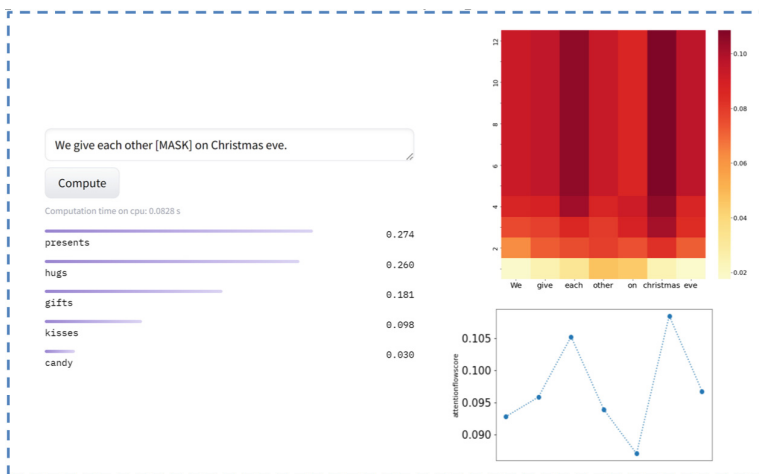 We give each other [MASK] on Christmas eve.
Compute
Computation time on cpu: 0.0828 s
presents 0.274
hugs 0.260
gifts 0.181
kisses 0.098
candy 0.030
12
10
8
6
4
2
We give each other on christmas eve
0.10
0.08
0.06
0.04
0.02
attentionflowscore
0.105
0.100
0.095
0.090